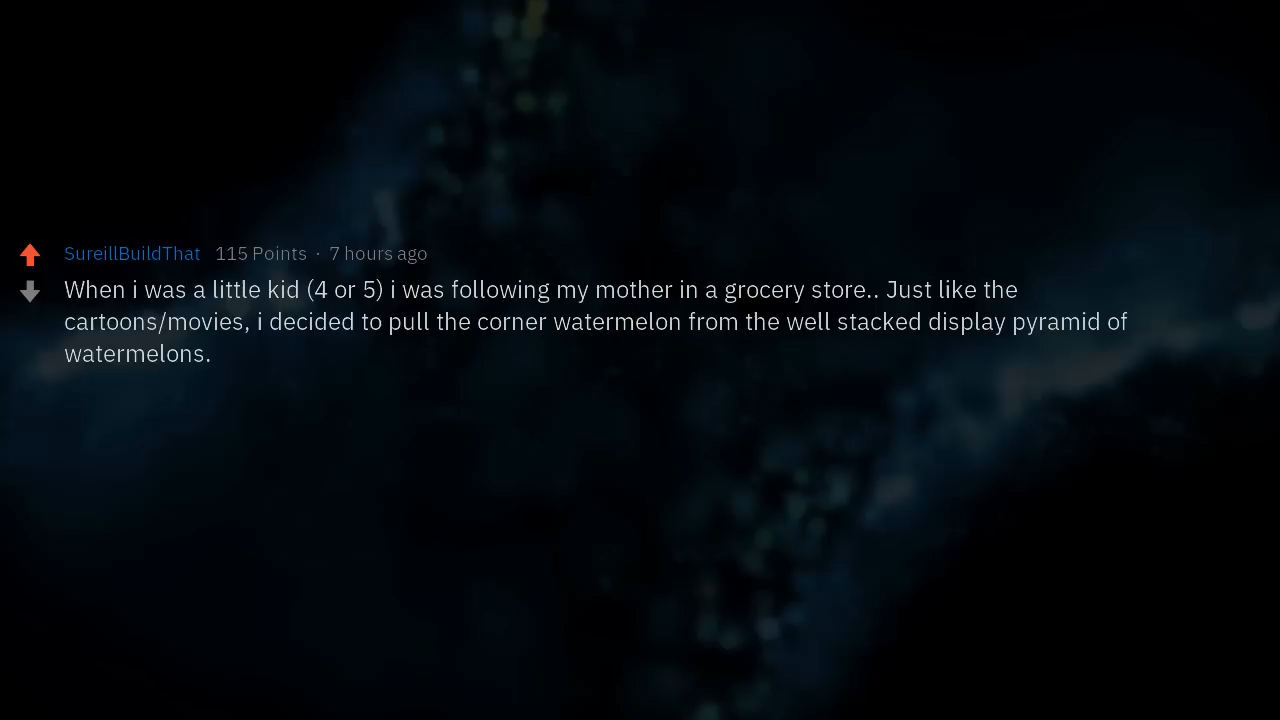 SureillBuildThat 115 Points · 7 hours ago
When i was a little kid (4 or 5) i was following my mother in a grocery store.. Just like the
cartoons/movies, i decided to pull the corner watermelon from the well stacked display pyramid of
watermelons.